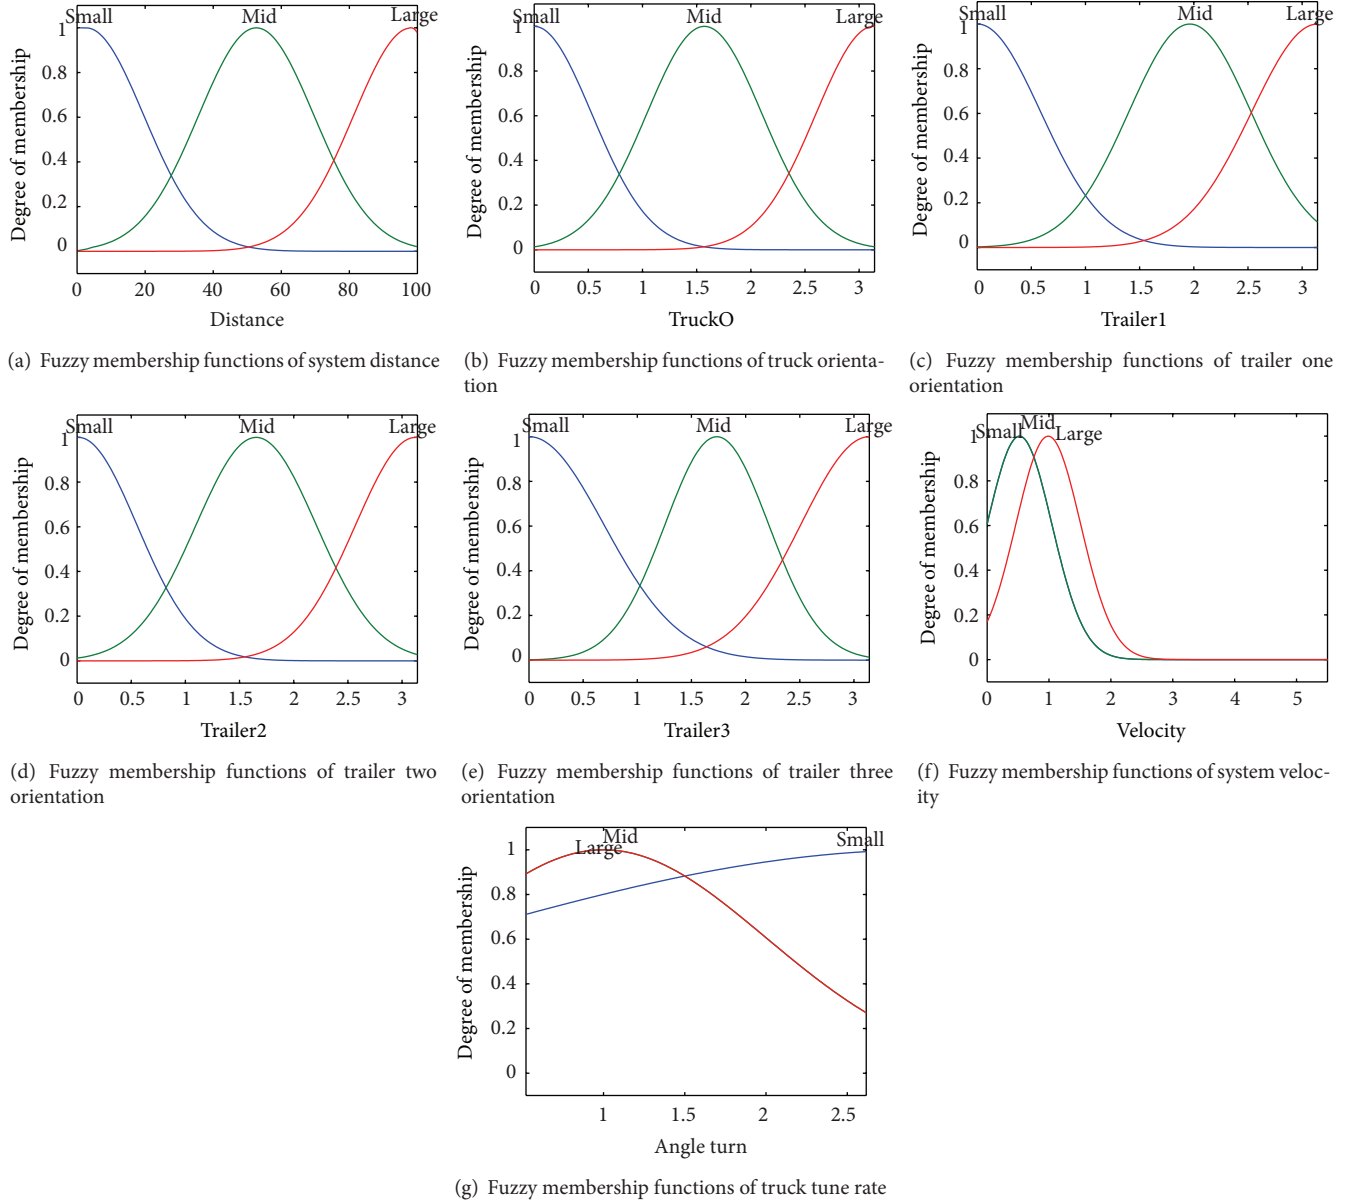 Small Mid Large
Degree of membership
1
0.8
0.6
0.4
0.2
0
0 20 40 60 80 100
Distance
(a) Fuzzy membership functions of system distance
Small Mid Large
Degree of membership
1
0.8
0.6
0.4
0.2
0
0 0.5 1 1.5 2 2.5 3
TruckO
(b) Fuzzy membership functions of truck orienta-
tion
Small Mid Large
Degree of membership
1
0.8
0.6
0.4
0.2
0
0 0.5 1 1.5 2 2.5 3
Trailer1
(c) Fuzzy membership functions of trailer one
orientation
Small Mid Large
Degree of membership
1
0.8
0.6
0.4
0.2
0
0 0.5 1 1.5 2 2.5 3
Trailer2
(d) Fuzzy membership functions of trailer two
orientation
Small Mid Large
Degree of membership
1
0.8
0.6
0.4
0.2
0
0 0.5 1 1.5 2 2.5 3
Trailer3
(e) Fuzzy membership functions of trailer three
orientation
Small Mid Large
Degree of membership
1
0.8
0.6
0.4
0.2
0
0 1 2 3 4 5
Velocity
(f) Fuzzy membership functions of system veloc-
ity
Mid
Large Small
Degree of membership
1
0.8
0.6
0.4
0.2
0
1 1.5 2 2.5
Angle turn
(g) Fuzzy membership functions of truck tune rate